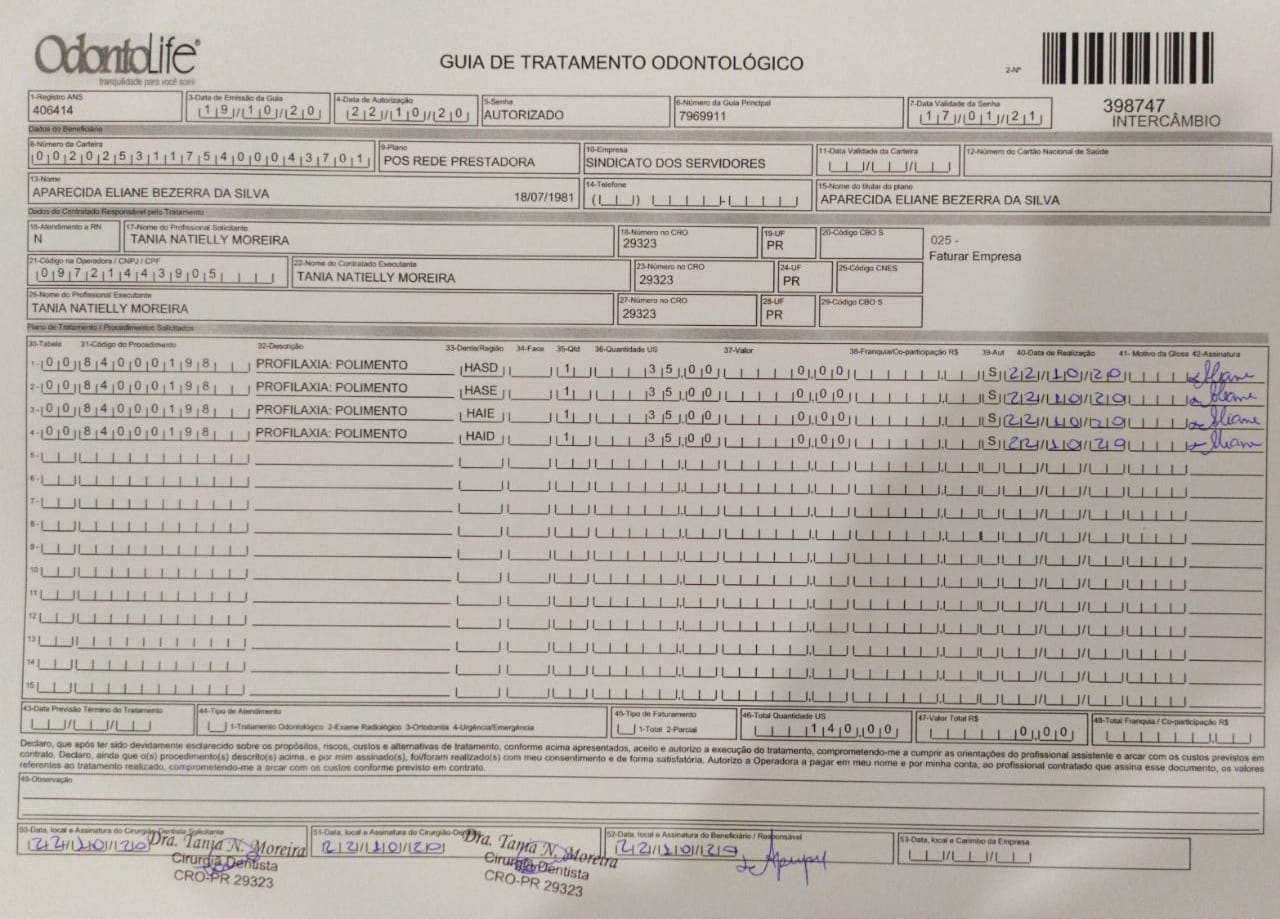 OdontoLife
tranquilidade para você sorrir
GUIA DE TRATAMENTO ODONTOLÓGICO
2-Nº
398747
INTERCÂMBIO
1-Registro ANS 3-Data de Emissão da Guia 4-Data de Autorização 5-Senha 6-Número da Guia Principal 7-Data Validade da Senha
406414 19/10/20 22/10/20 AUTORIZADO 7969911 17/01/21
Dados do Beneficiário
8-Número da Carteira 9-Plano 10-Empresa 11-Data Validade da Carteira 12-Número do Cartão Nacional de Saúde
00202531175400043701 POS REDE PRESTADORA SINDICATO DOS SERVIDORES
13-Nome 14-Telefone 15-Nome do titular do plano
APARECIDA ELIANE BEZERRA DA SILVA 18/07/1981 APARECIDA ELIANE BEZERRA DA SILVA
Dados do Contratado Responsável pelo Tratamento
16-Atendimento a RN 17-Nome do Profissional Solicitante 18-Número no CRO 19-UF 20-Código CBO S
N TANIA NATIELLY MOREIRA 29323 PR
025 -
Faturar Empresa
21-Código na Operadora / CNPJ / CPF 22-Nome do Contratado Executante 23-Número no CRO 24-UF 25-Código CNES
09721443905 TANIA NATIELLY MOREIRA 29323 PR
26-Nome do Profissional Executante 27-Número no CRO 28-UF 29-Código CBO S
TANIA NATIELLY MOREIRA 29323 PR
Plano de Tratamento / Procedimentos Solicitados
30-Tabela 31-Código do Procedimento 32-Descrição 33-Dente/Região 34-Face 35-Qtd 36-Quantidade US 37-Valor 38-Franquia/Co-participação R$ 39-Aut 40-Data de Realização 41- Motivo da Glosa 42-Assinatura
1- 00 84000198 PROFILAXIA: POLIMENTO HASD 1 35,00 0,00 S 22/10/20 Eliane
2- 00 84000198 PROFILAXIA: POLIMENTO HASE 1 35,00 0,00 S 22/10/20 Eliane
3- 00 84000198 PROFILAXIA: POLIMENTO HAIE 1 35,00 0,00 S 22/10/20 Eliane
4- 00 84000198 PROFILAXIA: POLIMENTO HAID 1 35,00 0,00 S 22/10/20 Eliane
5-
6-
7-
8-
9-
10
11
12
13
14
15
43-Data Previsão Término do Tratamento 44-Tipo de Atendimento 45-Tipo de Faturamento 46-Total Quantidade US 47-Valor Total R$ 48-Total Franquia / Co-participação R$
1-Tratamento Odontológico 2-Exame Radiológico 3-Ortodontia 4-Urgência/Emergência 1-Total 2-Parcial 140,00 0,00
Declaro, que após ter sido devidamente esclarecido sobre os propósitos, riscos, custos e alternativas de tratamento, conforme acima apresentados, aceito e autorizo a execução do tratamento, comprometendo-me a cumprir as orientações do profissional assistente e arcar com os custos previstos em
contrato. Declaro, ainda que o(s) procedimento(s) descrito(s) acima, e por mim assinado(s), foi/foram realizado(s) com meu consentimento e de forma satisfatória. Autorizo a Operadora a pagar em meu nome e por minha conta, ao profissional contratado que assina esse documento, os valores
referentes ao tratamento realizado, comprometendo-me a arcar com os custos conforme previsto em contrato.
49-Observação
50-Data, local e Assinatura do Cirurgião-Dentista Solicitante 51-Data, local e Assinatura do Cirurgião-Dentista 52-Data, local e Assinatura do Beneficiário / Responsável 53-Data, local e Carimbo da Empresa
22/10/20 22/10/20 22/10/20
Dra. Tania N. Moreira Dra. Tania N. Moreira
Cirurgiã Dentista Cirurgiã Dentista
CRO-PR 29323 CRO-PR 29323